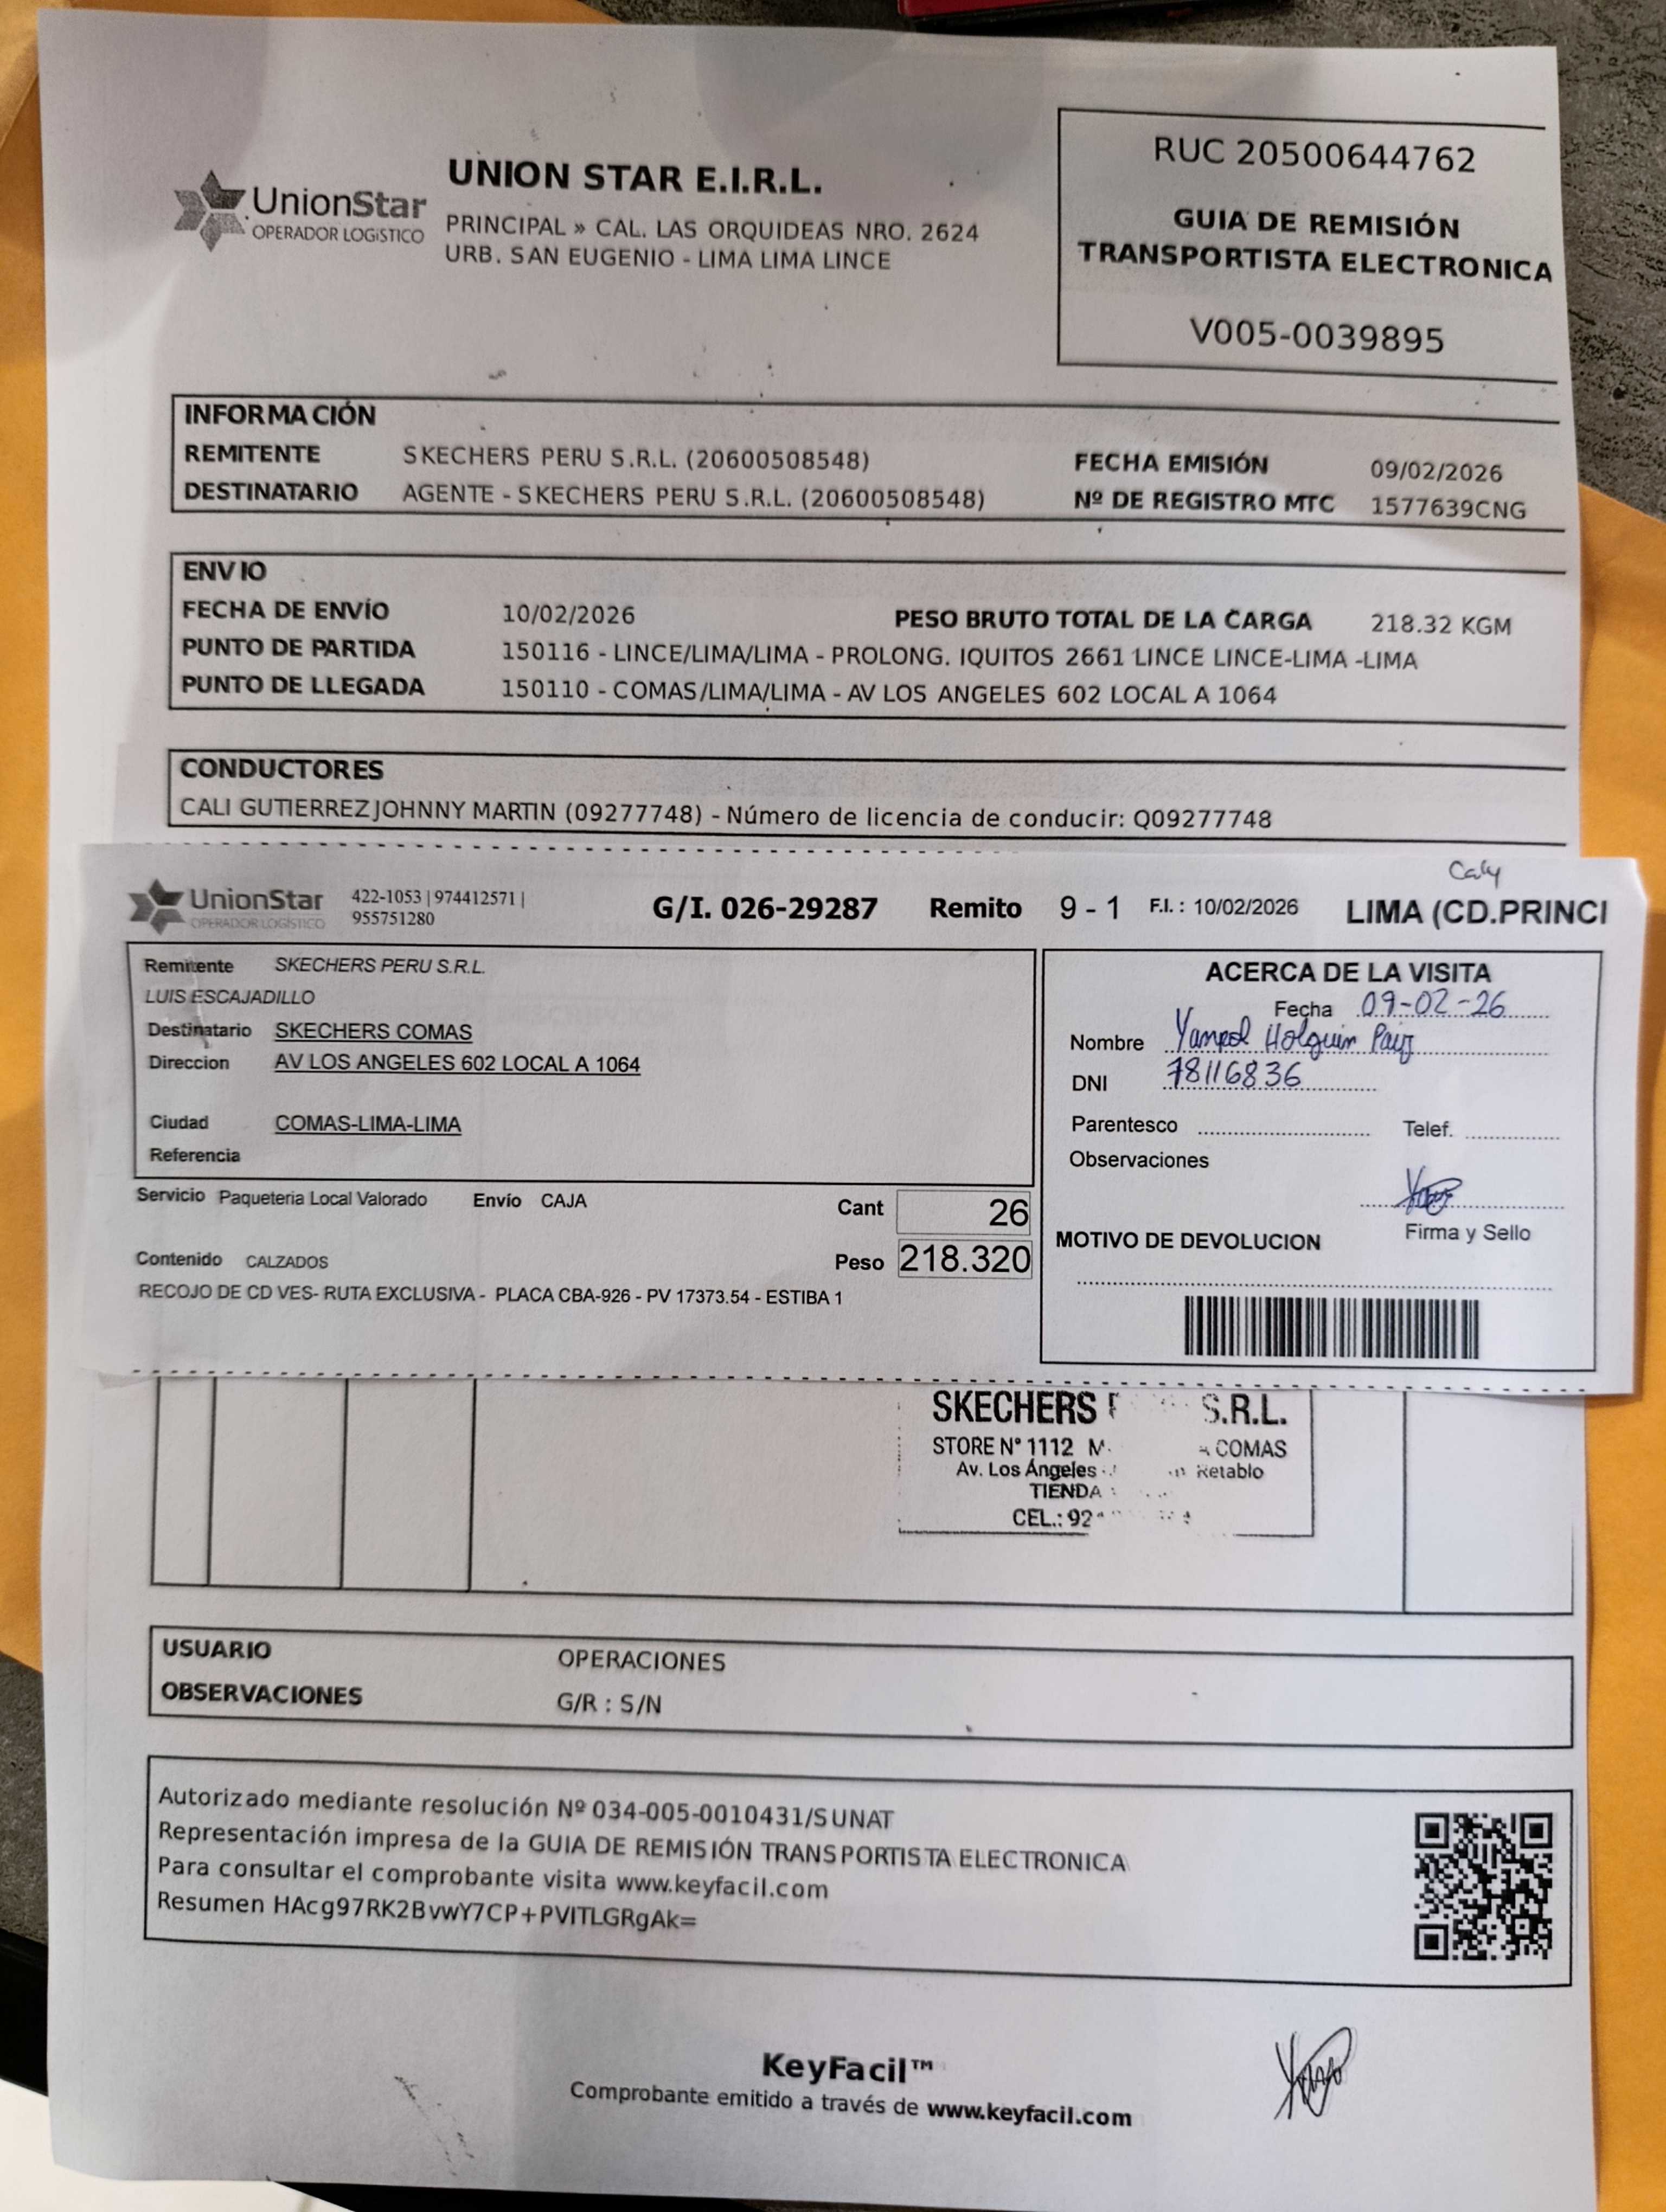 UnionStar
OPERADOR LOGíSTICO
UNION STAR E.I.R.L.
PRINCIPAL » CAL. LAS ORQUIDEAS NRO. 2624
URB. SAN EUGENIO - LIMA LIMA LINCE
RUC 20500644762
GUIA DE REMISIÓN
TRANSPORTISTA ELECTRONICA
V005-0039895
INFORMACIÓN
REMITENTE SKECHERS PERU S.R.L. (20600508548) FECHA EMISIÓN 09/02/2026
DESTINATARIO AGENTE - SKECHERS PERU S.R.L. (20600508548) Nº DE REGISTRO MTC 1577639CNG
ENVIO
FECHA DE ENVÍO 10/02/2026 PESO BRUTO TOTAL DE LA CARGA 218.32 KGM
PUNTO DE PARTIDA 150116 - LINCE/LIMA/LIMA - PROLONG. IQUITOS 2661 LINCE LINCE-LIMA -LIMA
PUNTO DE LLEGADA 150110 - COMAS/LIMA/LIMA - AV LOS ANGELES 602 LOCAL A 1064
CONDUCTORES
CALI GUTIERREZ JOHNNY MARTIN (09277748) - Número de licencia de conducir: Q09277748
Caly
UnionStar
OPERADOR LOGÍSTICO
422-1053 | 974412571 |
955751280
G/I. 026-29287 Remito 9 - 1 F.I. : 10/02/2026 LIMA (CD.PRINCI
Remitente SKECHERS PERU S.R.L.
LUIS ESCAJADILLO
Destinatario SKECHERS COMAS
Direccion AV LOS ANGELES 602 LOCAL A 1064
Ciudad COMAS-LIMA-LIMA
Referencia
Servicio Paqueteria Local Valorado Envío CAJA Cant 26
Contenido CALZADOS Peso 218.320
RECOJO DE CD VES- RUTA EXCLUSIVA - PLACA CBA-926 - PV 17373.54 - ESTIBA 1
ACERCA DE LA VISITA
Fecha 09-02-26
Nombre Yampol Holguin
DNI 78116836
Parentesco Telef.
Observaciones
Firma y Sello
MOTIVO DE DEVOLUCION
SKECHERS S.R.L.
STORE N° 1112 COMAS
Av. Los Ángeles Retablo
TIENDA
CEL.: 92
USUARIO OPERACIONES
OBSERVACIONES G/R : S/N
Autorizado mediante resolución Nº 034-005-0010431/SUNAT
Representación impresa de la GUIA DE REMISIÓN TRANSPORTISTA ELECTRONICA
Para consultar el comprobante visita www.keyfacil.com
Resumen HAcg97RK2BvwY7CP+PVITLGRgAk=
KeyFacil™
Comprobante emitido a través de www.keyfacil.com